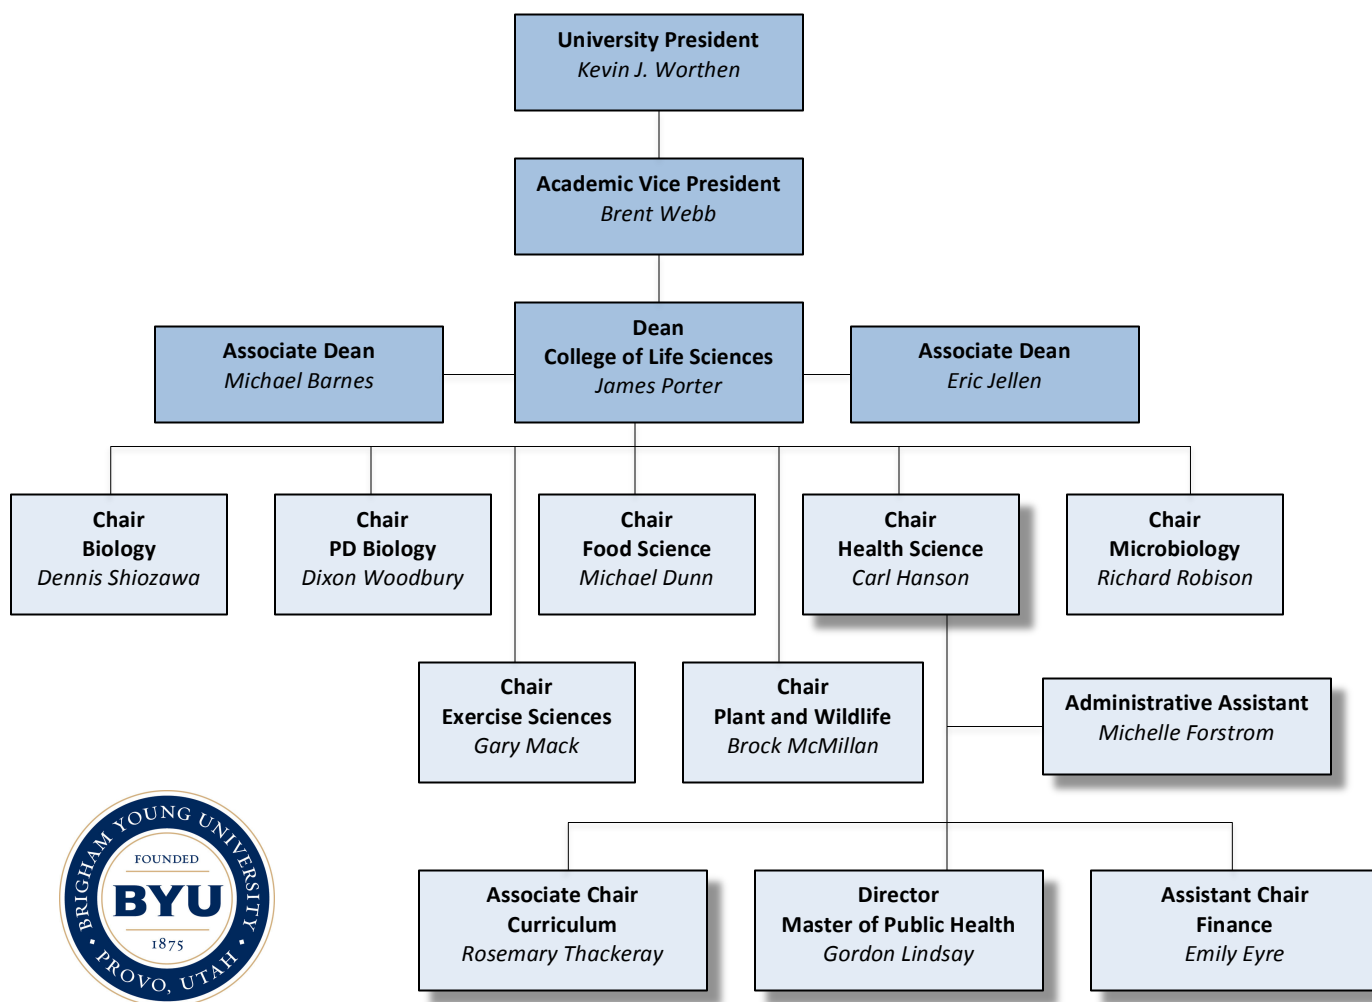 University President
Kevin J. Worthen
Academic Vice President
Brent Webb
Dean
College of Life Sciences
James Porter
Associate Dean
Michael Barnes
Associate Dean
Eric Jellen
Chair
Biology
Dennis Shiozawa
Chair
PD Biology
Dixon Woodbury
Chair
Food Science
Michael Dunn
Chair
Health Science
Carl Hanson
Chair
Microbiology
Richard Robison
Chair
Exercise Sciences
Gary Mack
Chair
Plant and Wildlife
Brock McMillan
Administrative Assistant
Michelle Forstrom
Associate Chair
Curriculum
Rosemary Thackeray
Director
Master of Public Health
Gordon Lindsay
Assistant Chair
Finance
Emily Eyre
BRIGHAM YOUNG UNIVERSITY
FOUNDED
BYU
1875
PROVO, UTAH